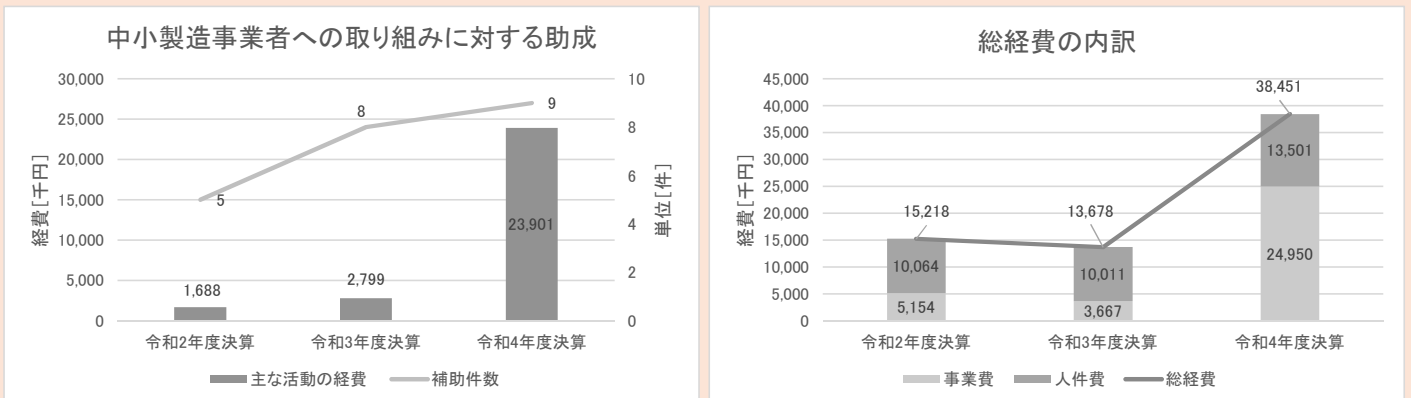 中小製造事業者への取り組みに対する助成
30,000
25,000
20,000
15,000
10,000
5,000
0
経費[千円]
10
8
6
4
2
0
単位[件]
5
8
9
1,688
2,799
23,901
令和2年度決算
令和3年度決算
令和4年度決算
主な活動の経費
補助件数
総経費の内訳
45,000
40,000
35,000
30,000
25,000
20,000
15,000
10,000
5,000
0
経費[千円]
15,218
13,678
38,451
10,064
10,011
13,501
5,154
3,667
24,950
令和2年度決算
令和3年度決算
令和4年度決算
事業費
人件費
総経費